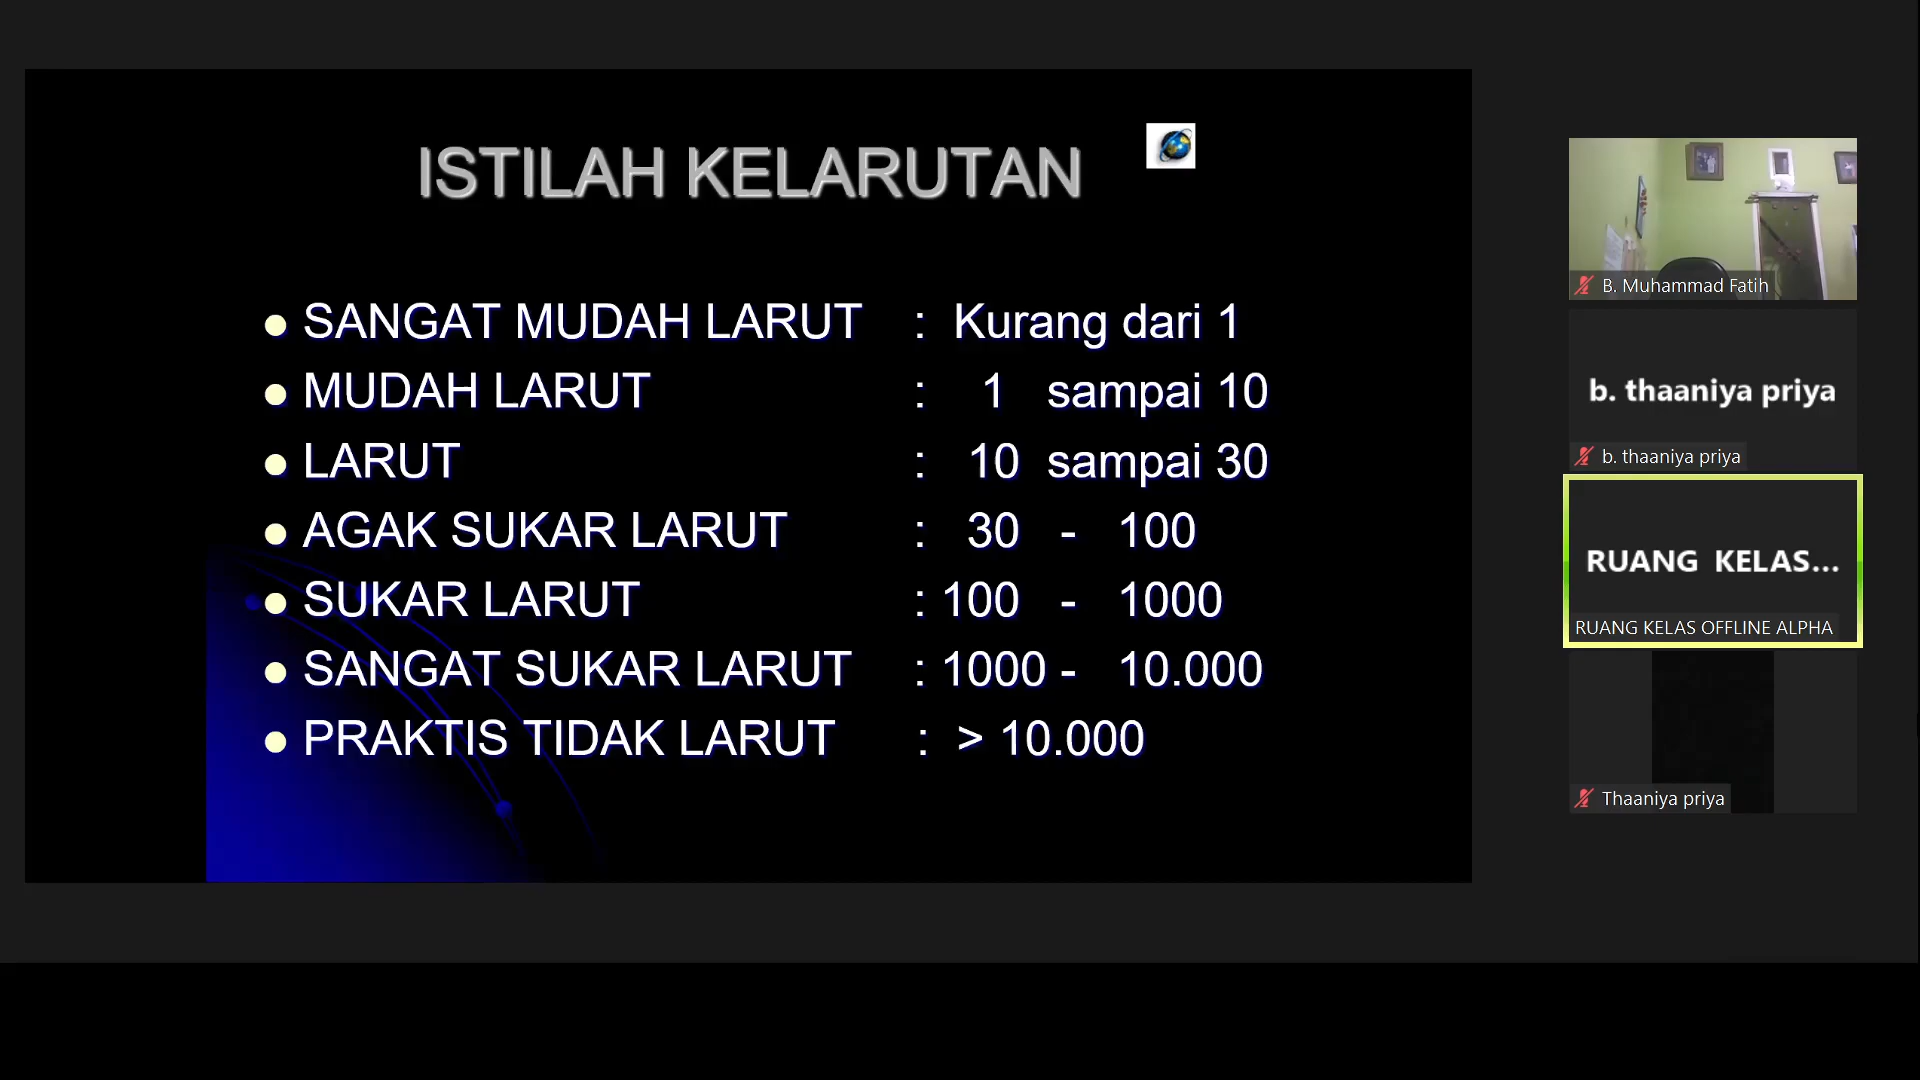 ISTILAH KELARUTAN
● SANGAT MUDAH LARUT : Kurang dari 1
● MUDAH LARUT : 1 sampai 10
● LARUT : 10 sampai 30
● AGAK SUKAR LARUT : 30 - 100
● SUKAR LARUT : 100 - 1000
● SANGAT SUKAR LARUT : 1000 - 10.000
● PRAKTIS TIDAK LARUT : > 10.000
B. Muhammad Fatih
b. thaaniya priya
b. thaaniya priya
RUANG KELAS...
RUANG KELAS OFFLINE ALPHA
Thaaniya priya